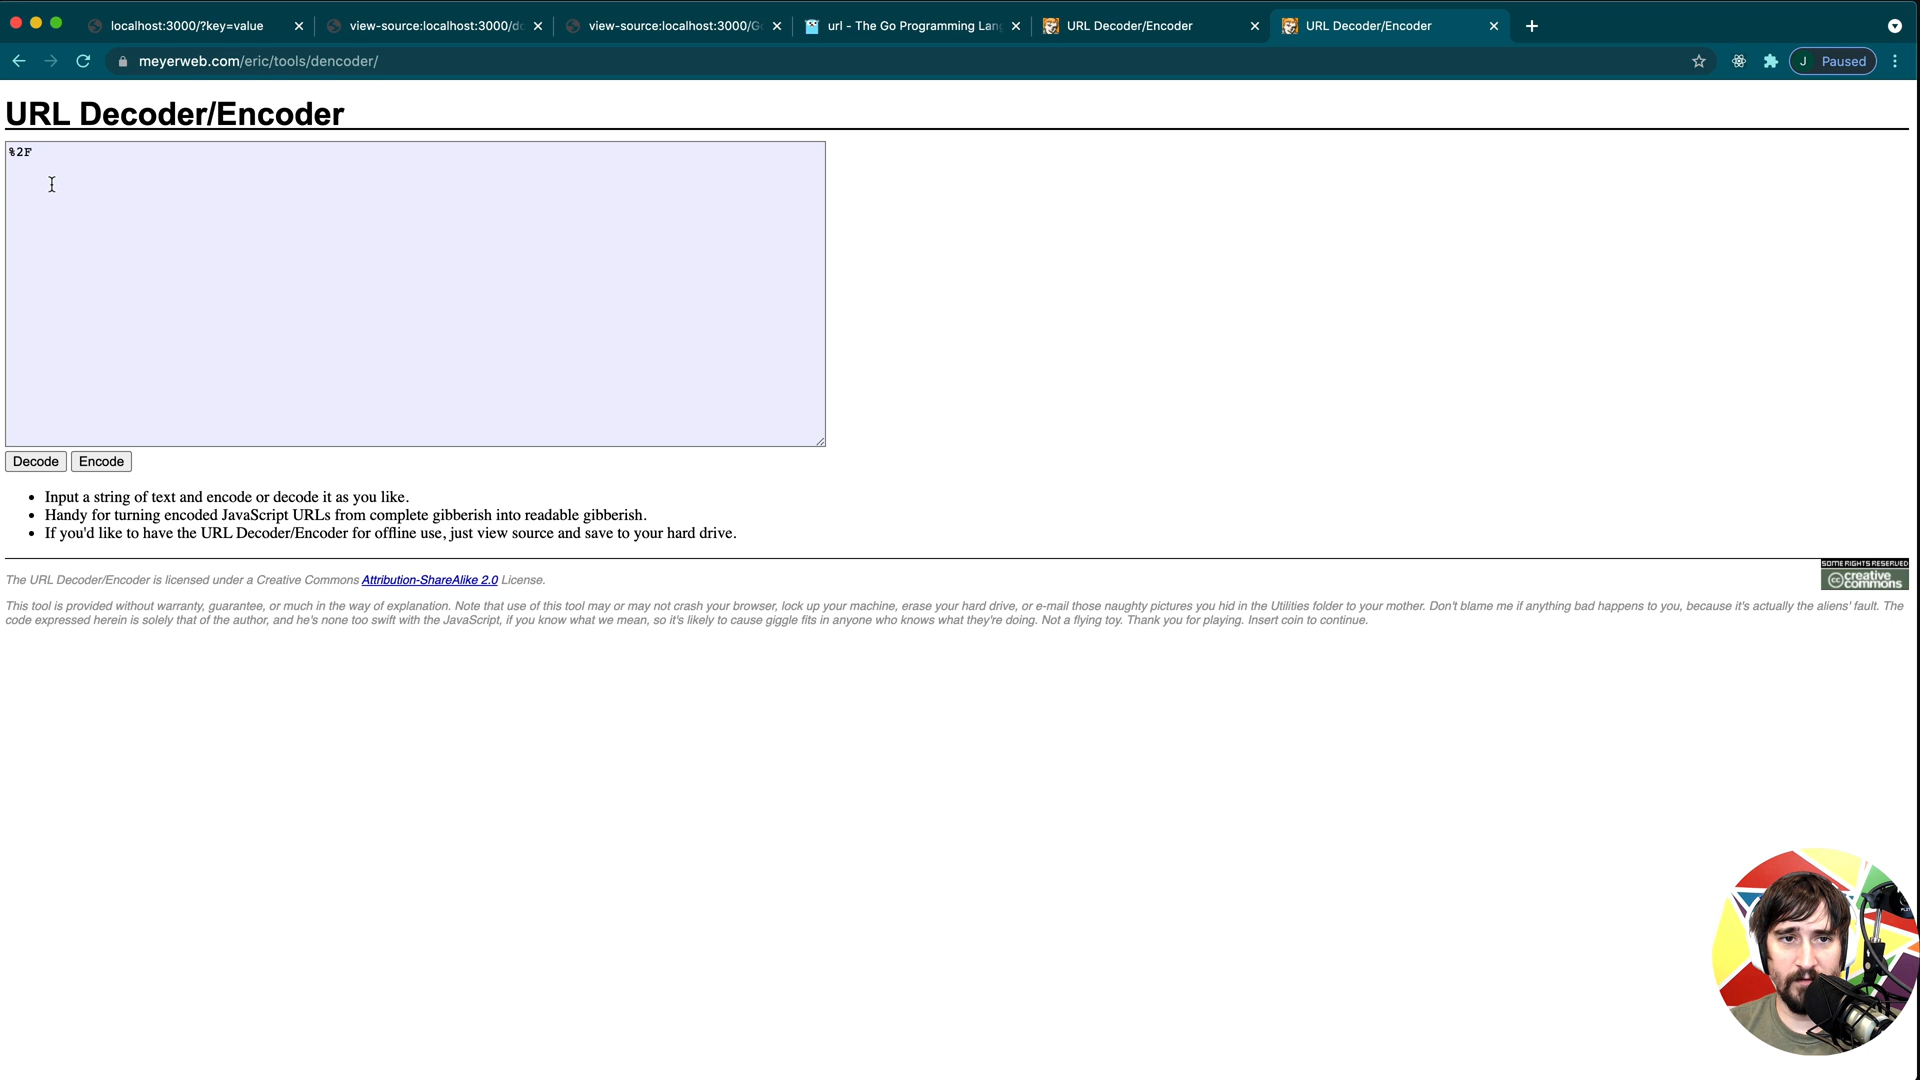 localhost:3000/?key=value
view-source:localhost:3000/do
view-source:localhost:3000/Go
url - The Go Programming Lang
URL Decoder/Encoder
URL Decoder/Encoder
meyerweb.com/eric/tools/dencoder/
J Paused
URL Decoder/Encoder
%2F
Decode Encode
• Input a string of text and encode or decode it as you like.
• Handy for turning encoded JavaScript URLs from complete gibberish into readable gibberish.
• If you'd like to have the URL Decoder/Encoder for offline use, just view source and save to your hard drive.
The URL Decoder/Encoder is licensed under a Creative Commons Attribution-ShareAlike 2.0 License.
SOME RIGHTS RESERVED
cc creative commons
This tool is provided without warranty, guarantee, or much in the way of explanation. Note that use of this tool may or may not crash your browser, lock up your machine, erase your hard drive, or e-mail those naughty pictures you hid in the Utilities folder to your mother. Don't blame me if anything bad happens to you, because it's actually the aliens' fault. The
code expressed herein is solely that of the author, and he's none too swift with the JavaScript, if you know what we mean, so it's likely to cause giggle fits in anyone who knows what they're doing. Not a flying toy. Thank you for playing. Insert coin to continue.